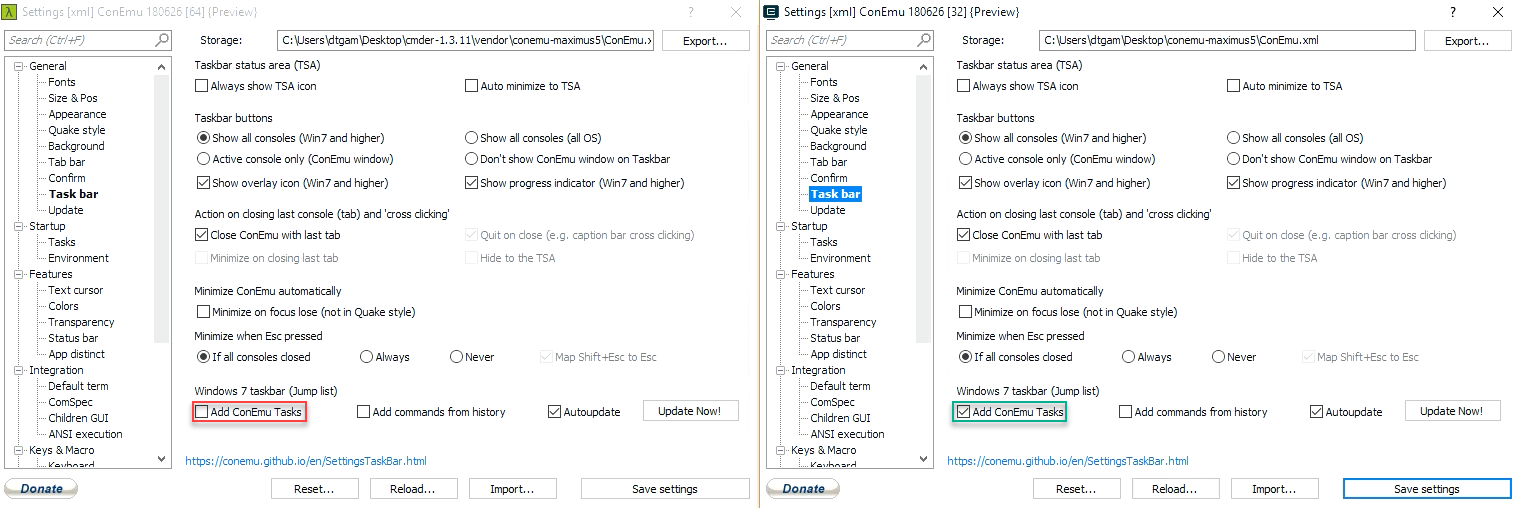 λ Settings [xml] ConEmu 180626 [64] {Preview}
Search (Ctrl+F)
Storage: C:\Users\dtgam\Desktop\cmder-1.3.11\vendor\conemu-maximus5\ConEmu.x Export...
General
Fonts
Size & Pos
Appearance
Quake style
Background
Tab bar
Confirm
Task bar
Update
Startup
Tasks
Environment
Features
Text cursor
Colors
Transparency
Status bar
App distinct
Integration
Default term
ComSpec
Children GUI
ANSI execution
Keys & Macro
Keyboard
Taskbar status area (TSA)
Always show TSA icon Auto minimize to TSA
Taskbar buttons
Show all consoles (Win7 and higher) Show all consoles (all OS)
Active console only (ConEmu window) Don't show ConEmu window on Taskbar
Show overlay icon (Win7 and higher) Show progress indicator (Win7 and higher)
Action on closing last console (tab) and 'cross clicking'
Close ConEmu with last tab Quit on close (e.g. caption bar cross clicking)
Minimize on closing last tab Hide to the TSA
Minimize ConEmu automatically
Minimize on focus lose (not in Quake style)
Minimize when Esc pressed
If all consoles closed Always Never Map Shift+Esc to Esc
Windows 7 taskbar (Jump list)
Add ConEmu Tasks Add commands from history Autoupdate Update Now!
https://conemu.github.io/en/SettingsTaskBar.html
Donate Reset... Reload... Import... Save settings
Settings [xml] ConEmu 180626 [32] {Preview}
Search (Ctrl+F)
Storage: C:\Users\dtgam\Desktop\conemu-maximus5\ConEmu.xml Export...
General
Fonts
Size & Pos
Appearance
Quake style
Background
Tab bar
Confirm
Task bar
Update
Startup
Tasks
Environment
Features
Text cursor
Colors
Transparency
Status bar
App distinct
Integration
Default term
ComSpec
Children GUI
ANSI execution
Keys & Macro
Keyboard
Taskbar status area (TSA)
Always show TSA icon Auto minimize to TSA
Taskbar buttons
Show all consoles (Win7 and higher) Show all consoles (all OS)
Active console only (ConEmu window) Don't show ConEmu window on Taskbar
Show overlay icon (Win7 and higher) Show progress indicator (Win7 and higher)
Action on closing last console (tab) and 'cross clicking'
Close ConEmu with last tab Quit on close (e.g. caption bar cross clicking)
Minimize on closing last tab Hide to the TSA
Minimize ConEmu automatically
Minimize on focus lose (not in Quake style)
Minimize when Esc pressed
If all consoles closed Always Never Map Shift+Esc to Esc
Windows 7 taskbar (Jump list)
Add ConEmu Tasks Add commands from history Autoupdate Update Now!
https://conemu.github.io/en/SettingsTaskBar.html
Donate Reset... Reload... Import... Save settings